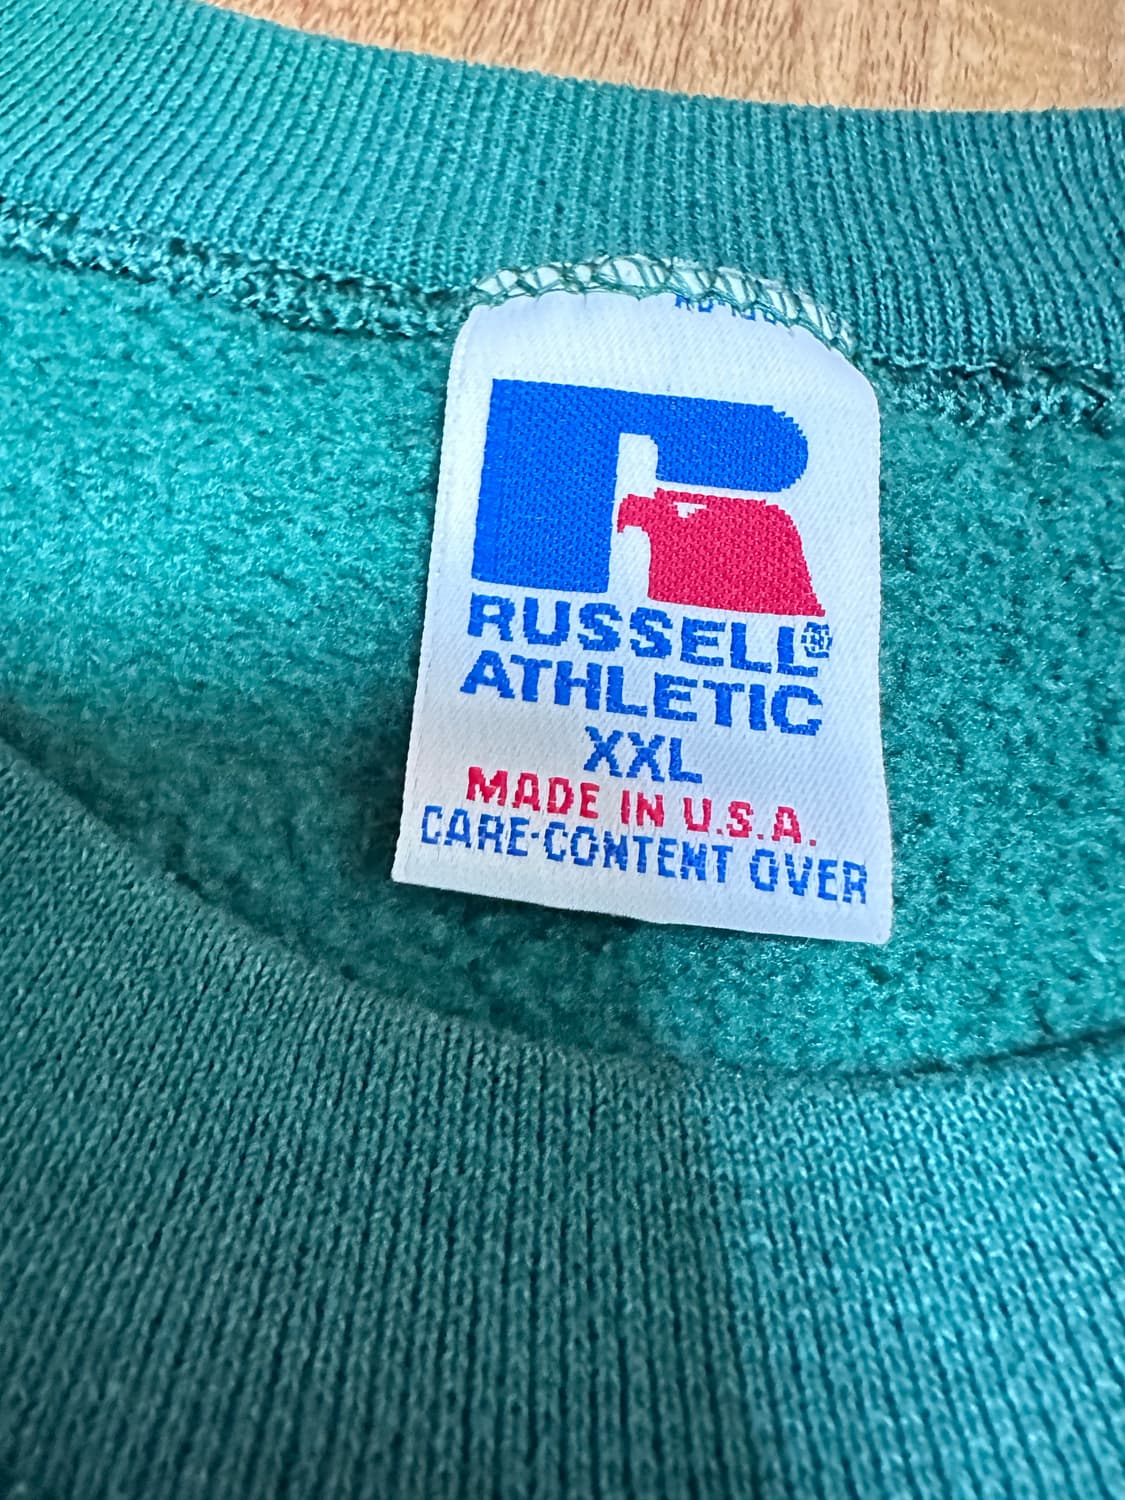 RUSSELL®
ATHLETIC
XXL
MADE IN U.S.A.
CARE-CONTENT OVER